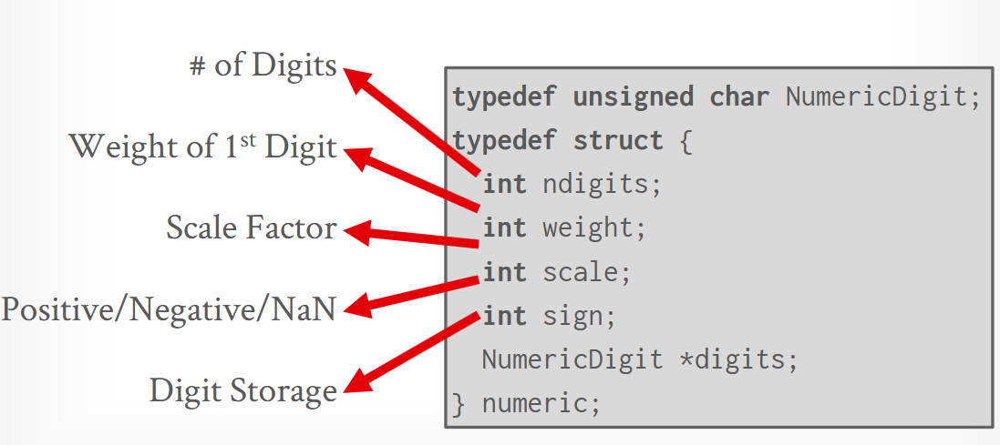 # of Digits
Weight of 1st Digit
Scale Factor
Positive/Negative/NaN
Digit Storage
typedef unsigned char NumericDigit;
typedef struct {
int ndigits;
int weight;
int scale;
int sign;
NumericDigit *digits;
} numeric;